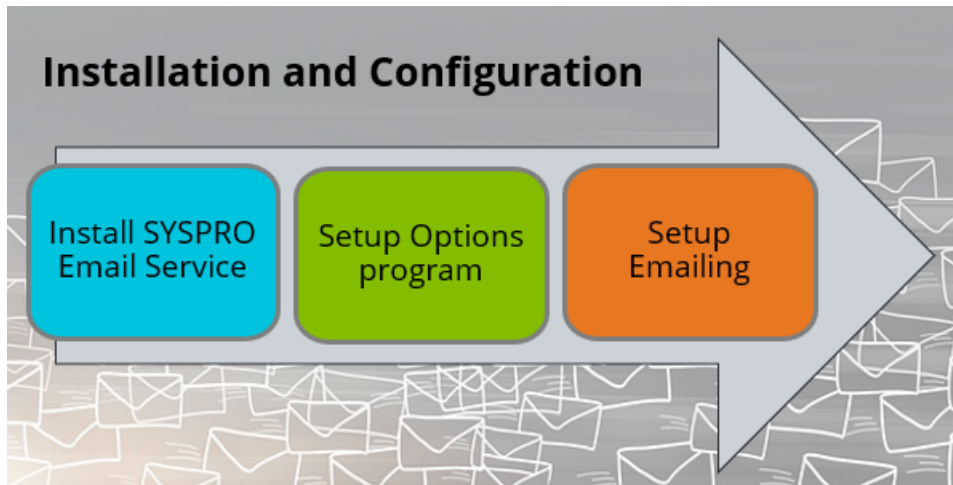 Installation and Configuration
Install SYSPRO
Email Service
Setup Options
program
Setup
Emailing